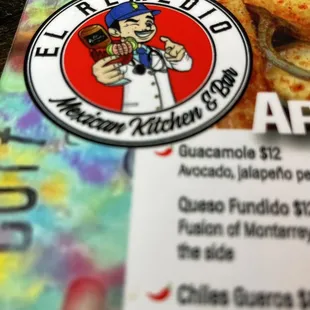 EL REMEDIO
Mexican Kitchen & Bar
AP
Guacamole $12
Avocado, jalapeño pe
Queso Fundido $1
Fusion of Monterrey
the side
Chiles Gueros $